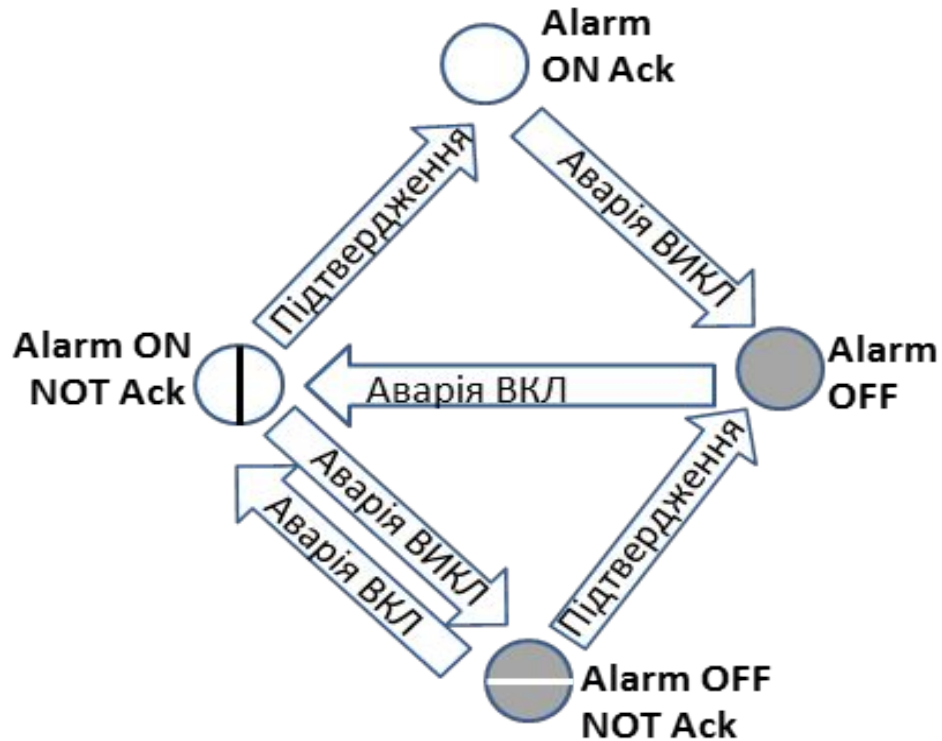 Alarm
ON Ack
Підтвердження
Аварія ВИКЛ
Alarm ON
NOT Ack
Аварія ВКЛ
Alarm
OFF
Аварія ВИКЛ
Аварія ВКЛ
Підтвердження
Alarm OFF
NOT Ack